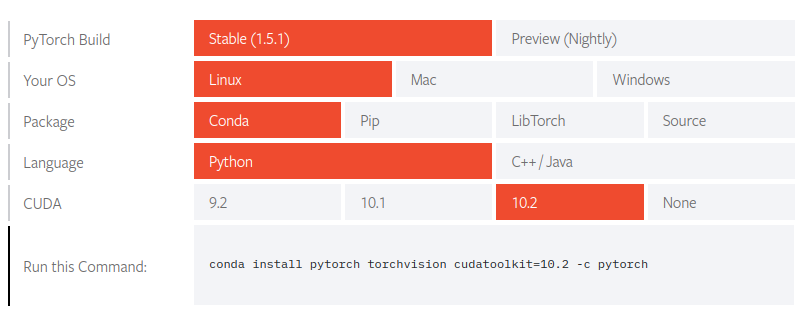 PyTorch Build Stable (1.5.1) Preview (Nightly)
Your OS Linux Mac Windows
Package Conda Pip LibTorch Source
Language Python C++ / Java
CUDA 9.2 10.1 10.2 None
Run this Command: conda install pytorch torchvision cudatoolkit=10.2 -c pytorch